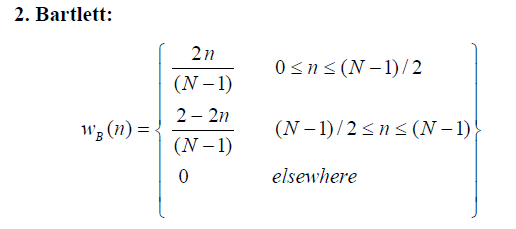 2. Bartlett:
w_B(n) = { 2n / (N – 1)    0 ≤ n ≤ (N – 1) / 2
2 – 2n / (N – 1)    (N – 1) / 2 ≤ n ≤ (N – 1)
0    elsewhere }